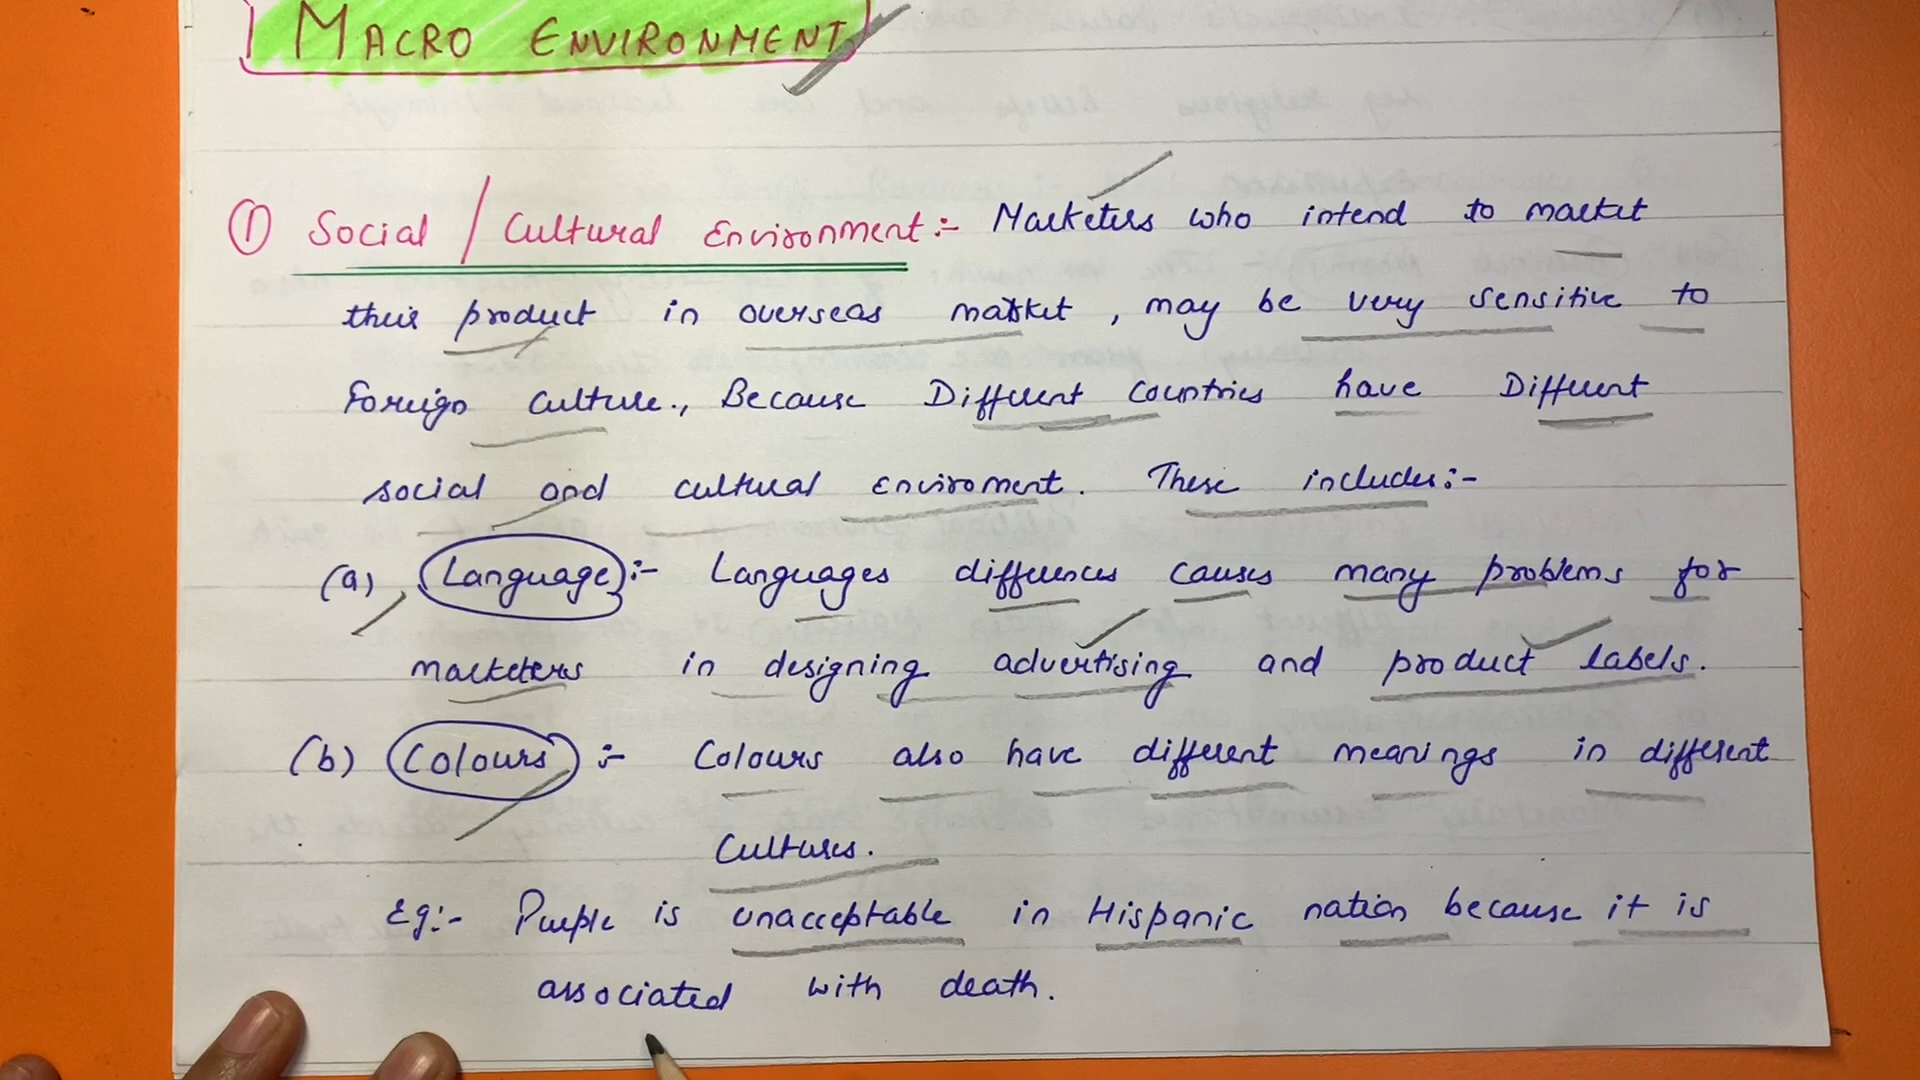 MACRO ENVIRONMENT
① Social / Cultural Environment:- Marketers who intend to market
their product in overseas market, may be very sensitive to
Foreign culture., Because Different countries have Different
social and cultural enviroment. These includes:-
(a) Language:- Languages differences causes many problems for
marketers in designing advertising and product labels.
(b) Colours:- Colours also have different meanings in different
cultures.
Eg:- Purple is unacceptable in Hispanic nation because it is
associated with death.